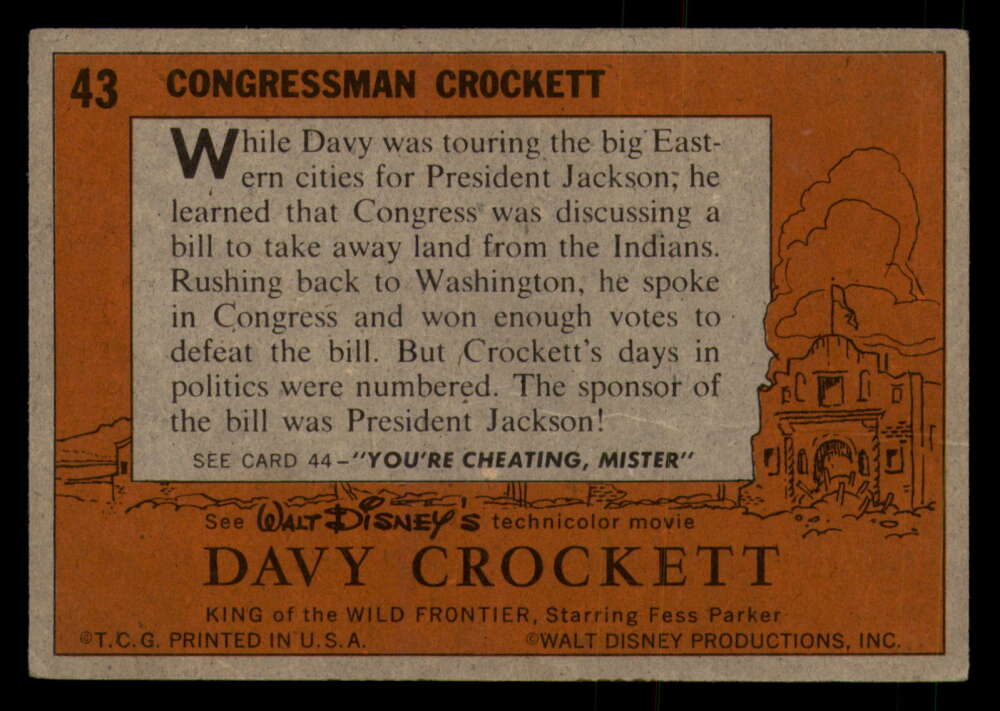 43 CONGRESSMAN CROCKETT
While Davy was touring the big East-
ern cities for President Jackson, he
learned that Congress was discussing a
bill to take away land from the Indians.
Rushing back to Washington, he spoke
in Congress and won enough votes to
defeat the bill. But Crockett's days in
politics were numbered. The sponsor of
the bill was President Jackson!
SEE CARD 44-"YOU'RE CHEATING, MISTER"
See WALT DISNEY'S technicolor movie
DAVY CROCKETT
KING of the WILD FRONTIER, Starring Fess Parker
©T.C.G. PRINTED IN U.S.A. ©WALT DISNEY PRODUCTIONS, INC.